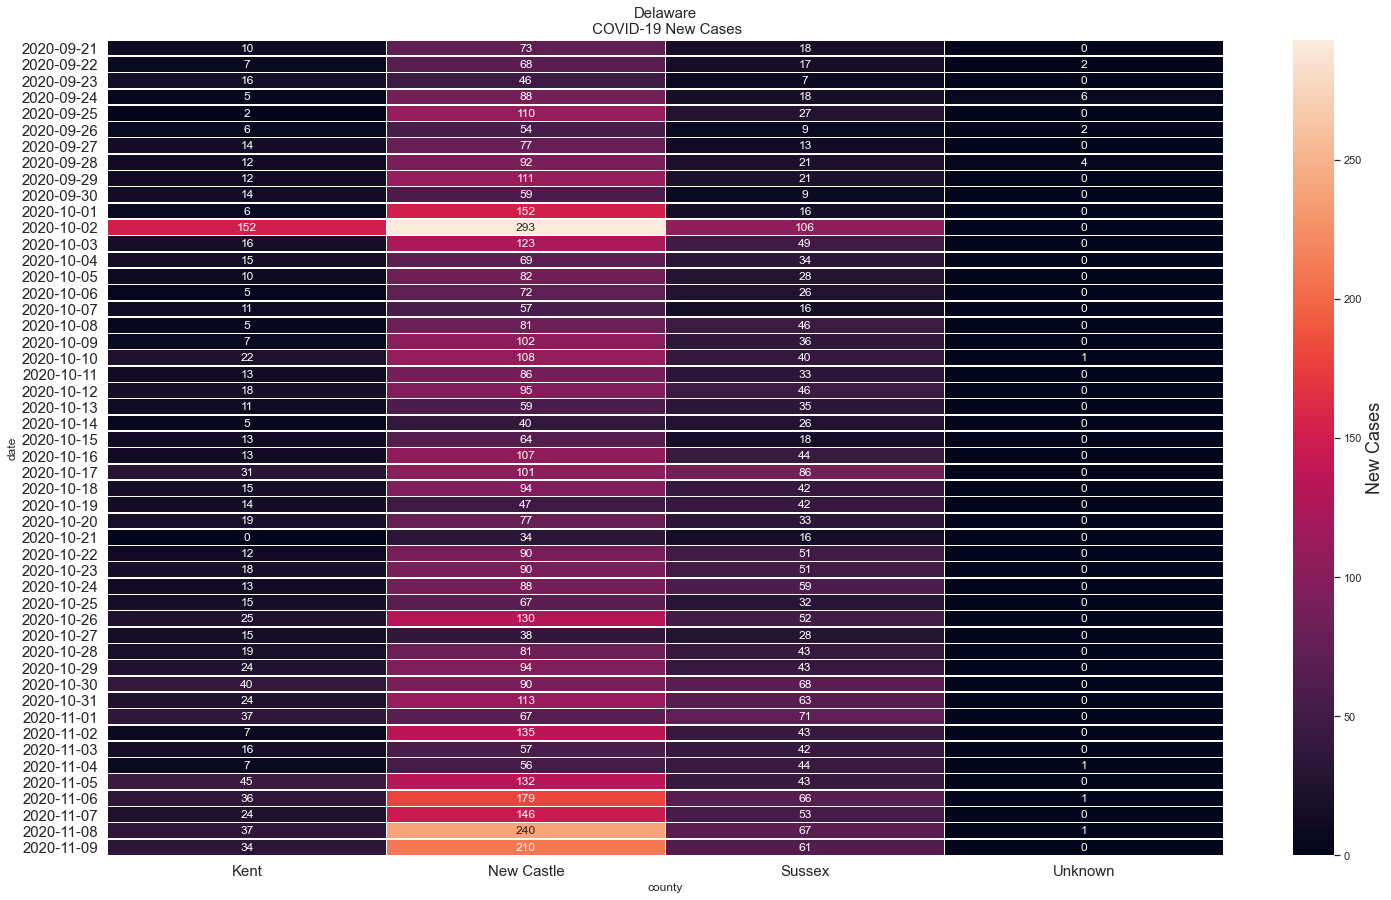 Delaware
COVID-19 New Cases
2020-09-21 10 73 18 0
2020-09-22 7 68 17 2
2020-09-23 16 46 7 0
2020-09-24 5 88 18 6
2020-09-25 2 110 27 0
2020-09-26 6 54 9 2
2020-09-27 14 77 13 0
2020-09-28 12 92 21 4
2020-09-29 12 111 21 0
2020-09-30 14 59 9 0
2020-10-01 6 152 16 0
2020-10-02 152 293 106 0
2020-10-03 16 123 49 0
2020-10-04 15 69 34 0
2020-10-05 10 82 28 0
2020-10-06 5 72 26 0
2020-10-07 11 57 16 0
2020-10-08 5 81 46 0
2020-10-09 7 102 36 0
2020-10-10 22 108 40 1
2020-10-11 13 86 33 0
2020-10-12 18 95 46 0
2020-10-13 11 59 35 0
2020-10-14 5 40 26 0
2020-10-15 13 64 18 0
2020-10-16 13 107 44 0
2020-10-17 31 101 86 0
2020-10-18 15 94 42 0
2020-10-19 14 47 42 0
2020-10-20 19 77 33 0
2020-10-21 0 34 16 0
2020-10-22 12 90 51 0
2020-10-23 18 90 51 0
2020-10-24 13 88 59 0
2020-10-25 15 67 32 0
2020-10-26 25 130 52 0
2020-10-27 15 38 28 0
2020-10-28 19 81 43 0
2020-10-29 24 94 43 0
2020-10-30 40 90 68 0
2020-10-31 24 113 63 0
2020-11-01 37 67 71 0
2020-11-02 7 135 43 0
2020-11-03 16 57 42 0
2020-11-04 7 56 44 1
2020-11-05 45 132 43 0
2020-11-06 36 179 66 1
2020-11-07 24 146 53 0
2020-11-08 37 240 67 1
2020-11-09 34 210 61 0
Kent New Castle Sussex Unknown
county
date
250
200
150
100
50
0
New Cases